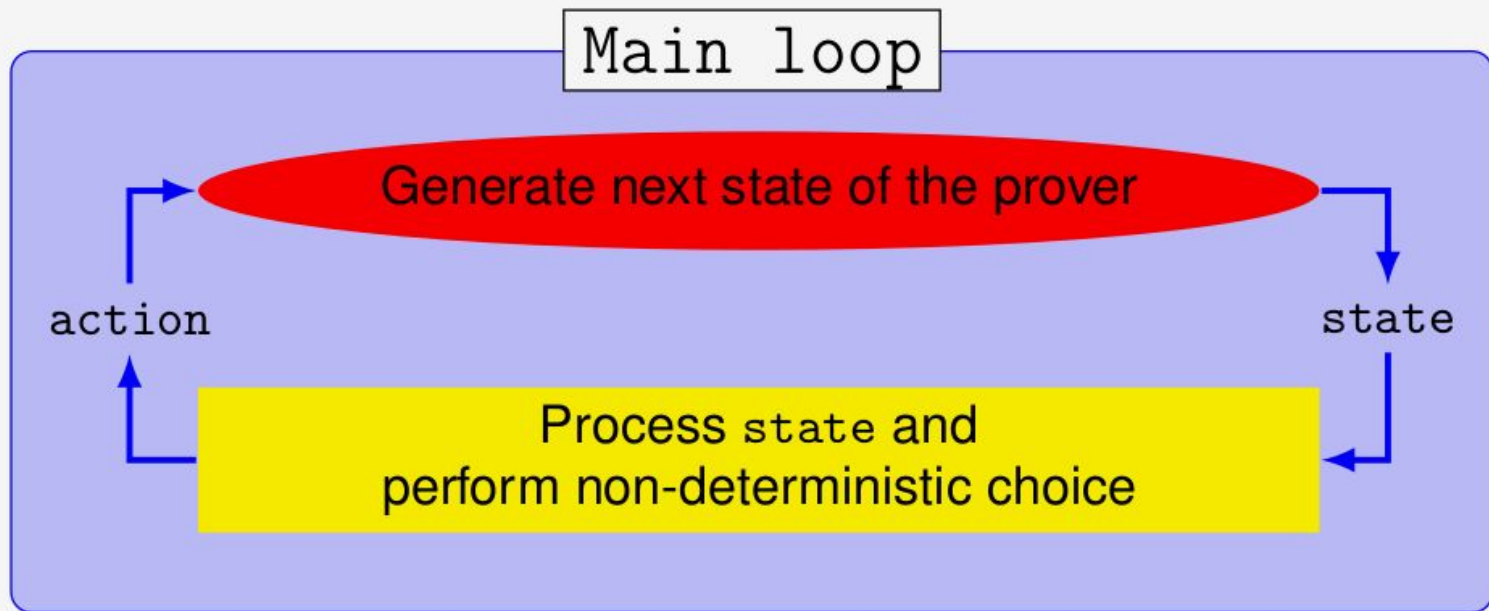 Main loop
Generate next state of the prover
action
state
Process state and
perform non-deterministic choice